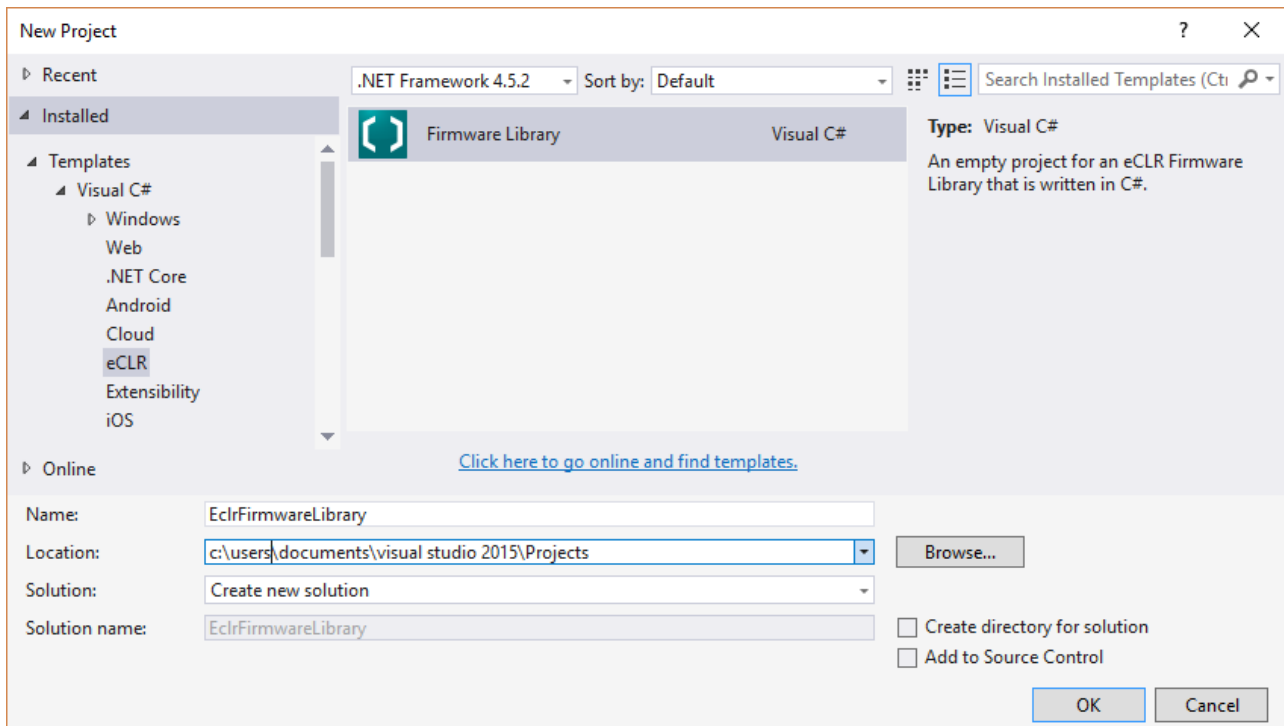 New Project
?
Recent
.NET Framework 4.5.2
Sort by: Default
Search Installed Templates (Ctr
Installed
Templates
Visual C#
Windows
Web
.NET Core
Android
Cloud
eCLR
Extensibility
iOS
Online
Firmware Library Visual C#
Type: Visual C#
An empty project for an eCLR Firmware
Library that is written in C#.
Click here to go online and find templates.
Name: EclrFirmwareLibrary
Location: c:\users\documents\visual studio 2015\Projects Browse...
Solution: Create new solution
Solution name: EclrFirmwareLibrary
Create directory for solution
Add to Source Control
OK Cancel